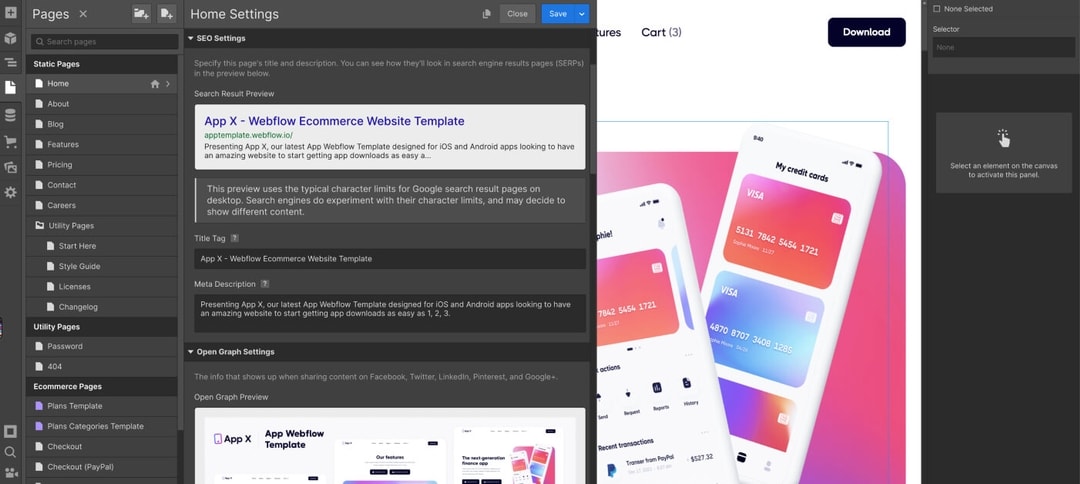 Pages
Search pages
Static Pages
Home
About
Blog
Features
Pricing
Contact
Careers
Utility Pages
Start Here
Style Guide
Licenses
Changelog
Utility Pages
Password
404
Ecommerce Pages
Plans Template
Plans Categories Template
Checkout
Checkout (PayPal)
Home Settings
Close
Save
SEO Settings
Specify this page's title and description. You can see how they'll look in search engine results pages (SERPs)
in the preview below.
Search Result Preview
App X - Webflow Ecommerce Website Template
apptemplate.webflow.io/
Presenting App X, our latest App Webflow Template designed for iOS and Android apps looking to have
an amazing website to start getting app downloads as easy a...
This preview uses the typical character limits for Google search result pages on
desktop. Search engines do experiment with their character limits, and may decide to
show different content.
Title Tag ?
App X - Webflow Ecommerce Website Template
Meta Description ?
Presenting App X, our latest App Webflow Template designed for iOS and Android apps looking to have
an amazing website to start getting app downloads as easy as 1, 2, 3.
Open Graph Settings
The info that shows up when sharing content on Facebook, Twitter, LinkedIn, Pinterest, and Google+.
Open Graph Preview
App X
App Webflow
Template
Our features
The next-generation
finance app
tures
Cart (3)
Download
9:40
My credit cards
VISA
5131 7842 5454 1721
VISA
4870 8707 3408 1285
phie!
7842 5454 1721
k actions
Send
Request
Reports
History
Recent transactions
Transer from PayPal
- $527.32
None Selected
Selector
None
Select an element on the canvas
to activate this panel.